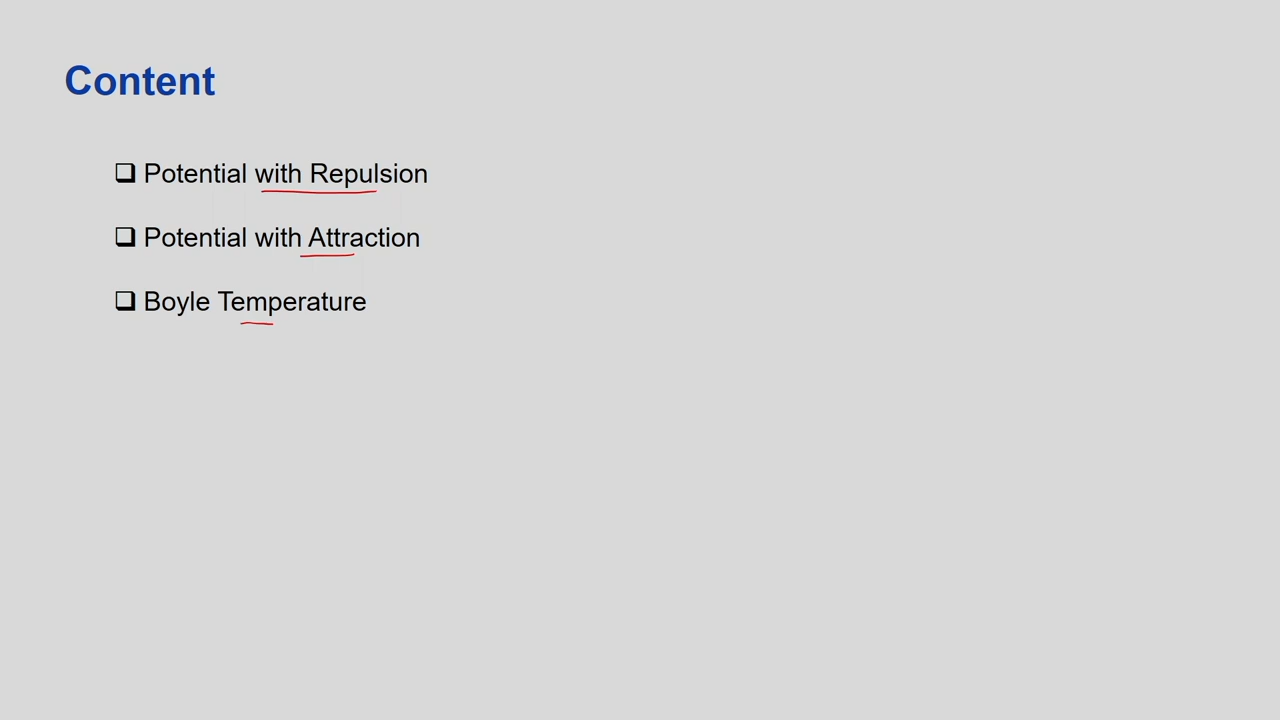 Content
❑ Potential with Repulsion
❑ Potential with Attraction
❑ Boyle Temperature